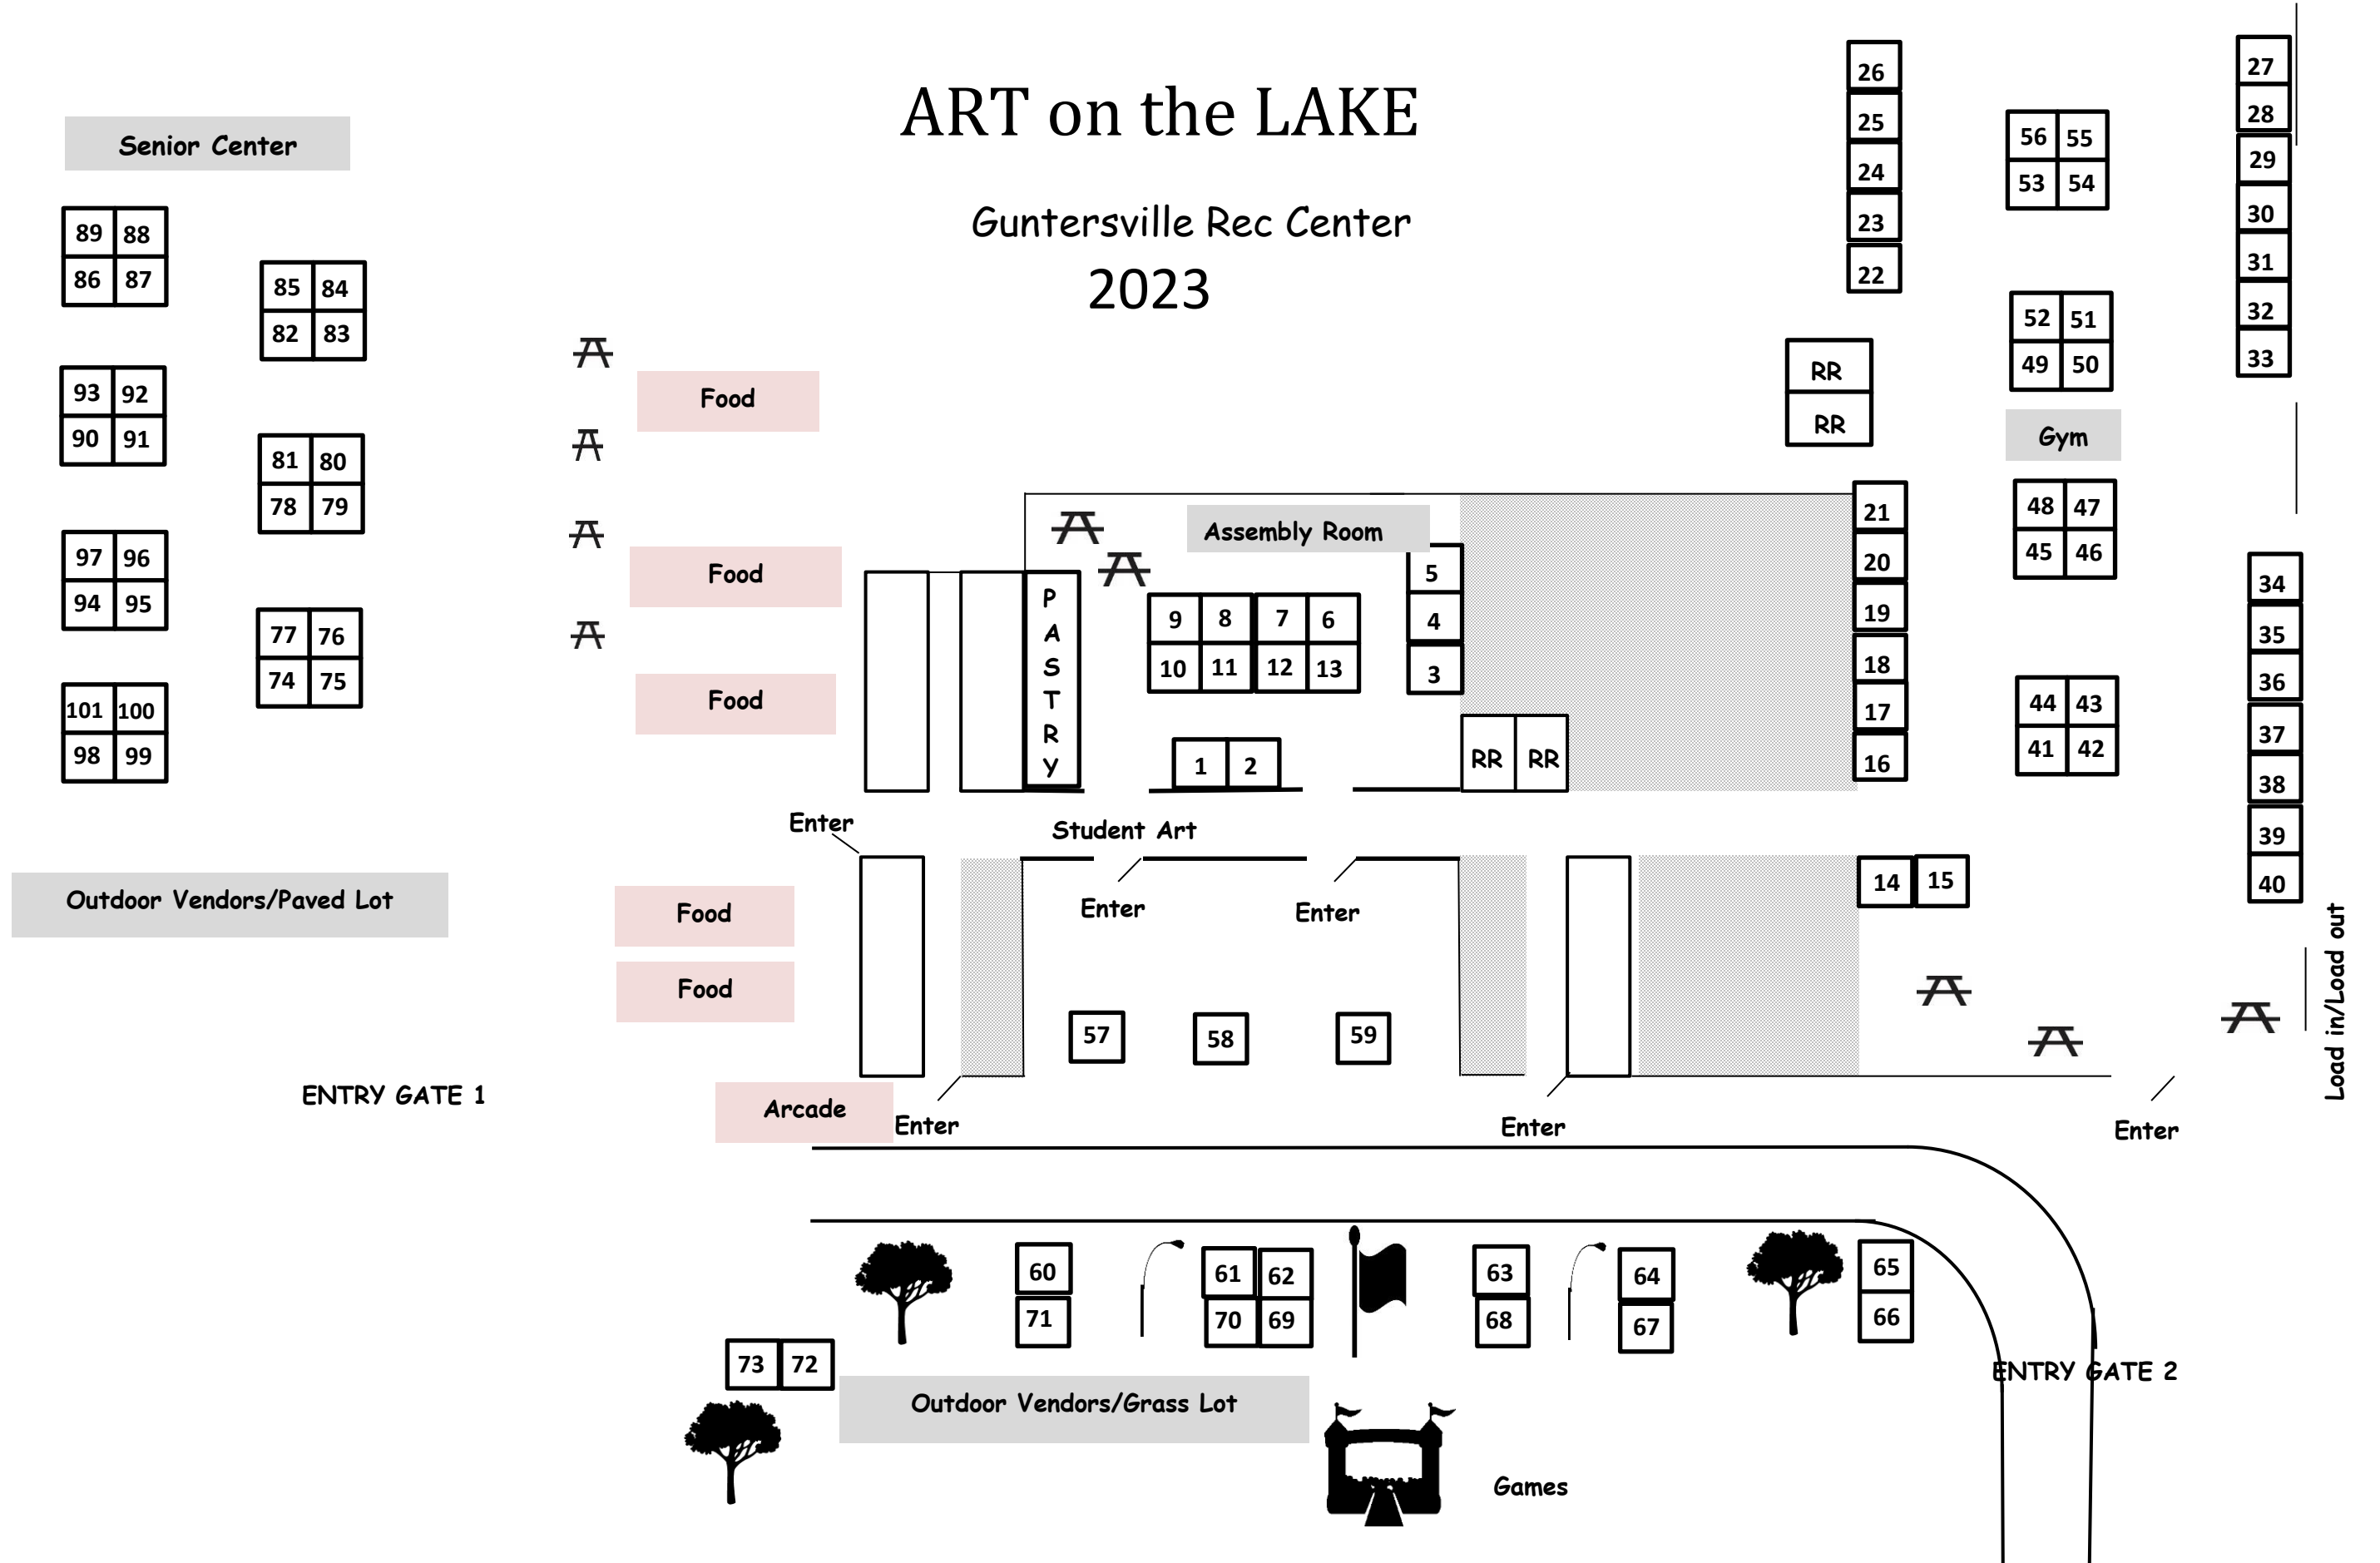 ART on the LAKE
Guntersville Rec Center
2023
Senior Center
89 88
86 87
85 84
82 83
93 92
90 91
81 80
78 79
97 96
94 95
77 76
74 75
101 100
98 99
Outdoor Vendors/Paved Lot
ENTRY GATE 1
Food
Food
Food
Food
Food
Arcade
Enter
Enter
PASTRY
Assembly Room
5
4
3
9 8 7 6
10 11 12 13
1 2
RR RR
Student Art
Enter
Enter
57 58 59
Enter
26
25
24
23
22
RR
RR
21
20
19
18
17
16
14 15
56 55
53 54
52 51
49 50
Gym
48 47
45 46
44 43
41 42
27
28
29
30
31
32
33
34
35
36
37
38
39
40
Load in/Load out
Enter
60 61 62 63 64 65
71 70 69 68 67 66
73 72
ENTRY GATE 2
Outdoor Vendors/Grass Lot
Games